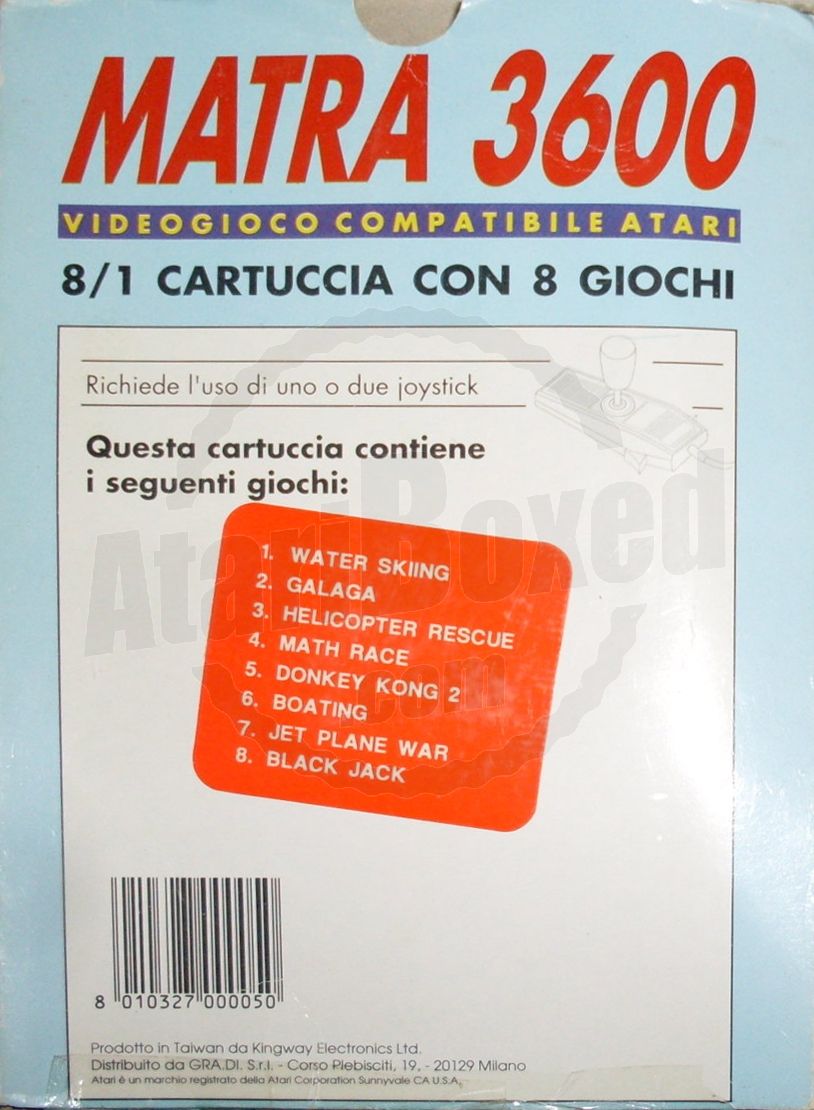 MATRA 3600
VIDEOGIOCO COMPATIBILE ATARI
8/1 CARTUCCIA CON 8 GIOCHI
Richiede l'uso di uno o due joystick
Questa cartuccia contiene
i seguenti giochi:
1. WATER SKIING
2. GALAGA
3. HELICOPTER RESCUE
4. MATH RACE
5. DONKEY KONG 2
6. BOATING
7. JET PLANE WAR
8. BLACK JACK
AtariBoxed
.com
8 010327 000050
Prodotto in Taiwan da Kingway Electronics Ltd.
Distribuito da GRA.DI. S.r.l. - Corso Plebisciti, 19, - 20129 Milano
Atari è un marchio registrato della Atari Corporation Sunnyvale CA U.S.A.